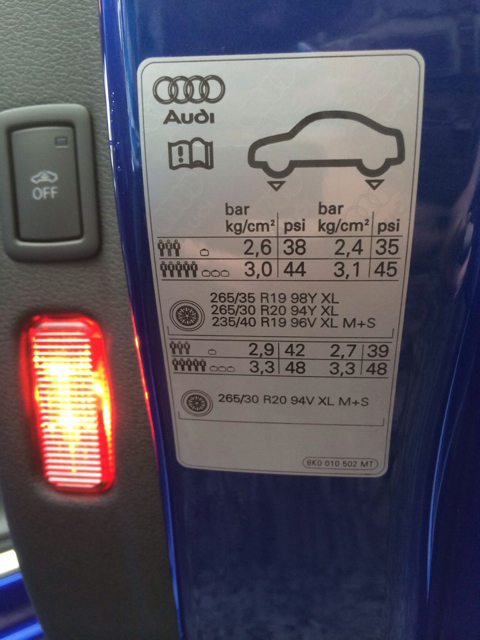 Audi
OFF
bar psi bar psi
kg/cm² kg/cm²
2,6 38 2,4 35
3,0 44 3,1 45
265/35 R19 98Y XL
265/30 R20 94Y XL
235/40 R19 96V XL M+S
2,9 42 2,7 39
3,3 48 3,3 48
265/30 R20 94V XL M+S
8K0 010 502 MT